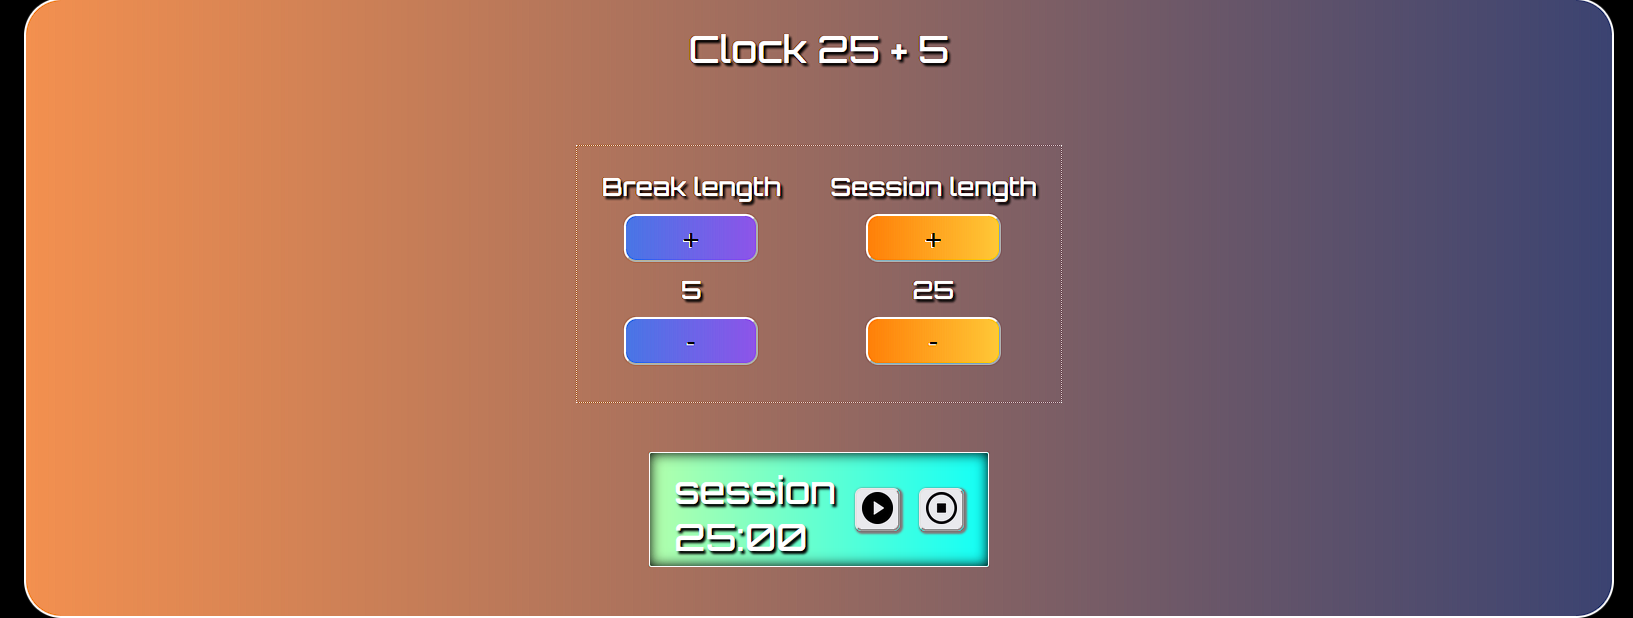 Clock 25 + 5
Break length
Session length
+
+
5
25
-
-
session
25:00